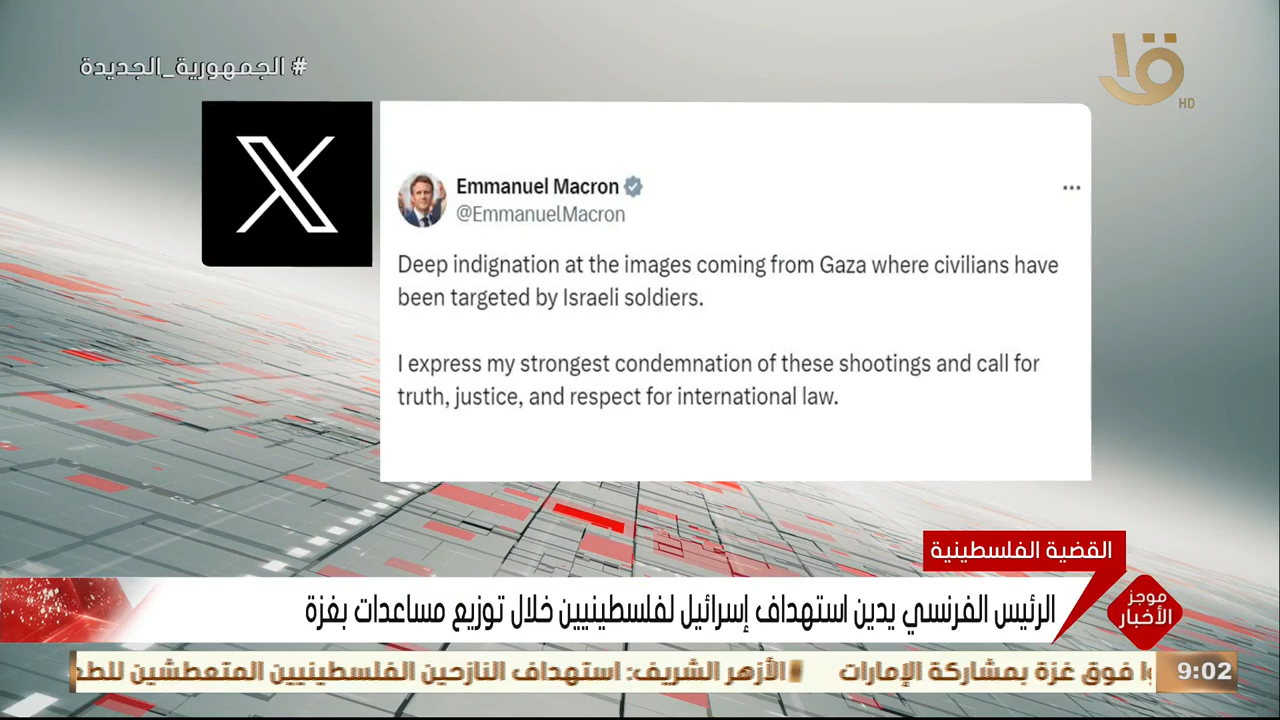 # الجمهورية_الجديدة
HD
Emmanuel Macron
@EmmanuelMacron
Deep indignation at the images coming from Gaza where civilians have
been targeted by Israeli soldiers.
I express my strongest condemnation of these shootings and call for
truth, justice, and respect for international law.
القضية الفلسطينية
موجز
الأخبار
الرئيس الفرنسي يدين استهداف إسرائيل لفلسطينيين خلال توزيع مساعدات بغزة
فوق غزة بمشاركة الإمارات
الأزهر الشريف: استهداف النازحين الفلسطينيين المتعطشين
9:02